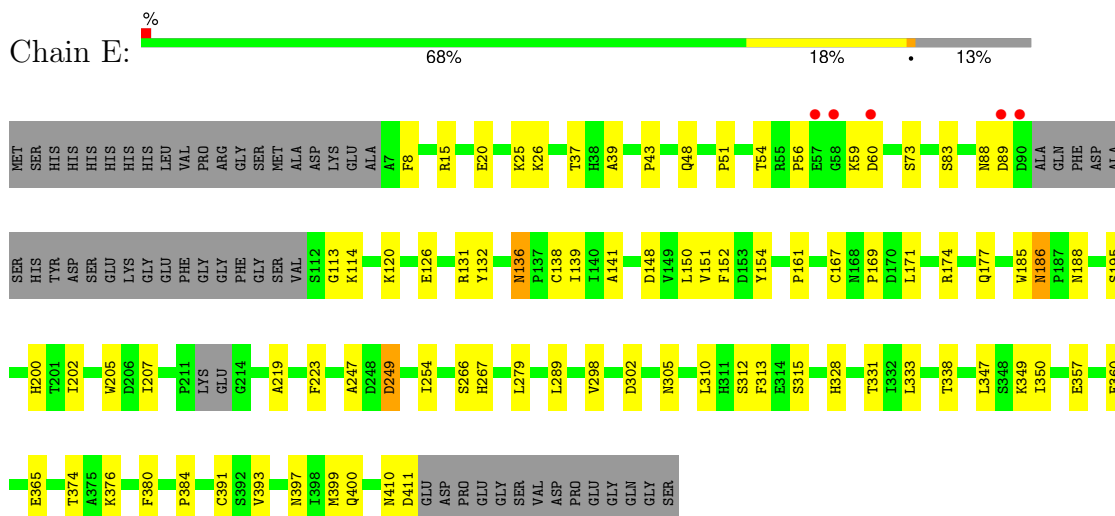 %
Chain E:
68% 18% • 13%
MET SER HIS HIS HIS HIS HIS HIS LEU VAL PRO ARG GLY SER MET ALA ASP LYS GLU ALA A7 F8 R15 E20 K25 K26 T37 H38 A39 P43 Q48 P51 T54 R55 P56 E57 G58 K59 D60 S73 S83 N88 D89 D90 ALA GLN PHE ASP ALA
SER HIS TYR ASP SER GLU LYS GLY GLU PHE GLY GLY PHE GLY SER VAL S112 G113 K114 K120 E126 R131 Y132 N136 P137 C138 I139 I140 A141 D148 V149 L150 V151 F152 D153 Y154 P161 C167 N168 P169 D170 L171 R174 Q177 W185 N186 P187 N188 S195
H200 T201 I202 W205 D206 I207 P211 LYS GLU G214 A219 F223 A247 D248 D249 I254 S266 H267 L279 L289 V298 D302 N305 L310 H311 S312 F313 E314 S315 H328 T331 I332 L333 T338 L347 S348 K349 I350 E357
E365 T374 A375 K376 F380 P384 C391 S392 V393 N397 I398 M399 Q400 N410 D411 GLU ASP PRO GLU GLY SER VAL ASP PRO GLU GLY GLN GLY SER